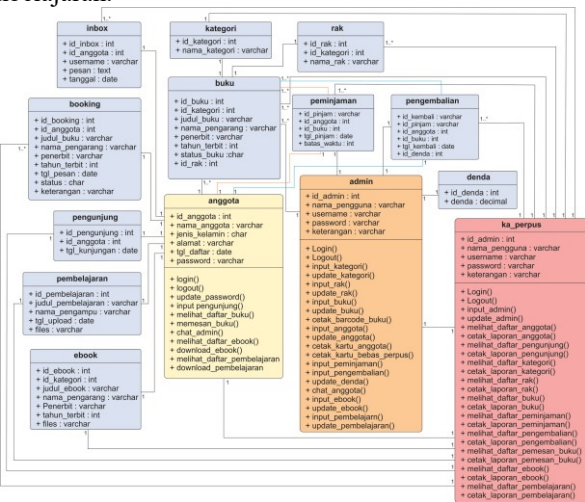 inbox
+ id_inbox : int
+ id_anggota : int
+ username : varchar
+ pesan : text
+ tanggal : date
kategori
+ id_kategori : int
+ nama_kategori : varchar
rak
+ id_rak : int
+ id_kategori : int
+ nama_rak : varchar
booking
+ id_booking : int
+ id_anggota : int
+ judul_buku : varchar
+ nama_pengarang : varchar
+ penerbit : varchar
+ tahun_terbit : int
+ tgl_pesan : date
+ status : char
+ keterangan : varchar
buku
+ id_buku : int
+ id_kategori : int
+ judul_buku : varchar
+ nama_pengarang : varchar
+ penerbit : varchar
+ tahun_terbit : int
+ status_buku :char
+ id_rak : int
peminjaman
+ id_pinjam : varchar
+ id_anggota : int
+ id_buku : int
+ tgl_pinjam : date
+ batas_waktu : int
pengembalian
+ id_kembali : varchar
+ id_pinjam : varchar
+ id_anggota : int
+ id_buku : int
+ tgl_kembali : date
+ id_denda : int
pengunjung
+ id_pengunjung : int
+ id_anggota : int
+ tgl_kunjungan : date
anggota
+ id_anggota : int
+ nama_anggota : varchar
+ jenis_kelamin : char
+ alamat : varchar
+ tgl_daftar : date
+ password : varchar
+ login()
+ logout()
+ update_password()
+ input pengunjung()
+ melihat_daftar_buku()
+ memesan_buku()
+ chat_admin()
+ melihat_daftar_ebook()
+ download_ebook()
+ melihat_daftar_pembelajaran
+ download_pembelajaran
admin
+ id_admin : int
+ nama_pengguna : varchar
+ username : varchar
+ password : varchar
+ keterangan : varchar
+ Login()
+ Logout()
+ input_kategori()
+ update_kategori()
+ input_rak()
+ update_rak()
+ input_buku()
+ update_buku()
+ cetak_barcode_buku()
+ input_anggota()
+ update_anggota()
+ cetak_kartu_anggota()
+ cetak_kartu_bebas_perpus()
+ input_peminjaman()
+ input_pengembalian()
+ update_denda()
+ chat_anggota()
+ input_ebook()
+ update_ebook()
+ input_pembelajarn()
+ update_pembelajaran()
denda
+ id_denda : int
+ denda : decimal
pembelajaran
+ id_pembelajaran : int
+ judul_pembelajaran : varchar
+ nama_pengampu : varchar
+ tgl_upload : date
+ files : varchar
ebook
+ id_ebook : int
+ id_kategori : int
+ judul_ebook : varchar
+ nama_pengarang : varchar
+ Penerbit : varchar
+ tahun_terbit : int
+ files : varchar
ka_perpus
+ id_admin : int
+ nama_pengguna : varchar
+ username : varchar
+ password : varchar
+ keterangan : varchar
+ Login()
+ Logout()
+ input_admin()
+ update_admin()
+ melihat_daftar_anggota()
+ cetak_laporan_anggota()
+ melihat_daftar_pengunjung()
+ cetak_laporan_pengunjung()
+ melihat_daftar_kategori()
+ cetak_laporan_kategori()
+ melihat_daftar_rak()
+ cetak_laporan_rak()
+ melihat_daftar_buku()
+ cetak_laporan_buku()
+ melihat_daftar_peminjaman()
+ cetak_laporan_peminjaman()
+ melihat_daftar_pengembalian()
+ cetak_laporan_pengembalian()
+ melihat_daftar_pemesan_buku()
+ cetak_laporan_pemesan_buku()
+ melihat_daftar_ebook()
+ cetak_laporan_ebook()
+ melihat_daftar_pembelajaran()
+ cetak_laporan_pembelajaran()